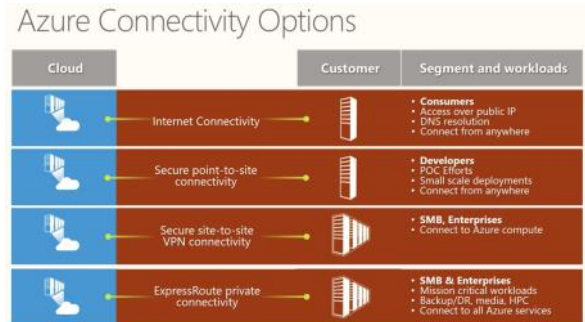 Azure Connectivity Options
Cloud
Customer
Segment and workloads
Internet Connectivity
• Consumers
• Access over public IP
• DNS resolution
• Connect from anywhere
Secure point-to-site
connectivity
• Developers
• POC Efforts
• Small scale deployments
• Connect from anywhere
Secure site-to-site
VPN connectivity
• SMB, Enterprises
• Connect to Azure compute
ExpressRoute private
connectivity
• SMB & Enterprises
• Mission critical workloads
• Backup/DR, media, HPC
• Connect to all Azure services